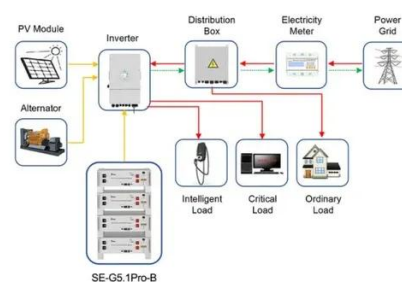 PV Module
Inverter
Distribution
Box
Electricity
Meter
Power
Grid
Alternator
Intelligent
Load
Critical
Load
Ordinary
Load
SE-G5.1Pro-B